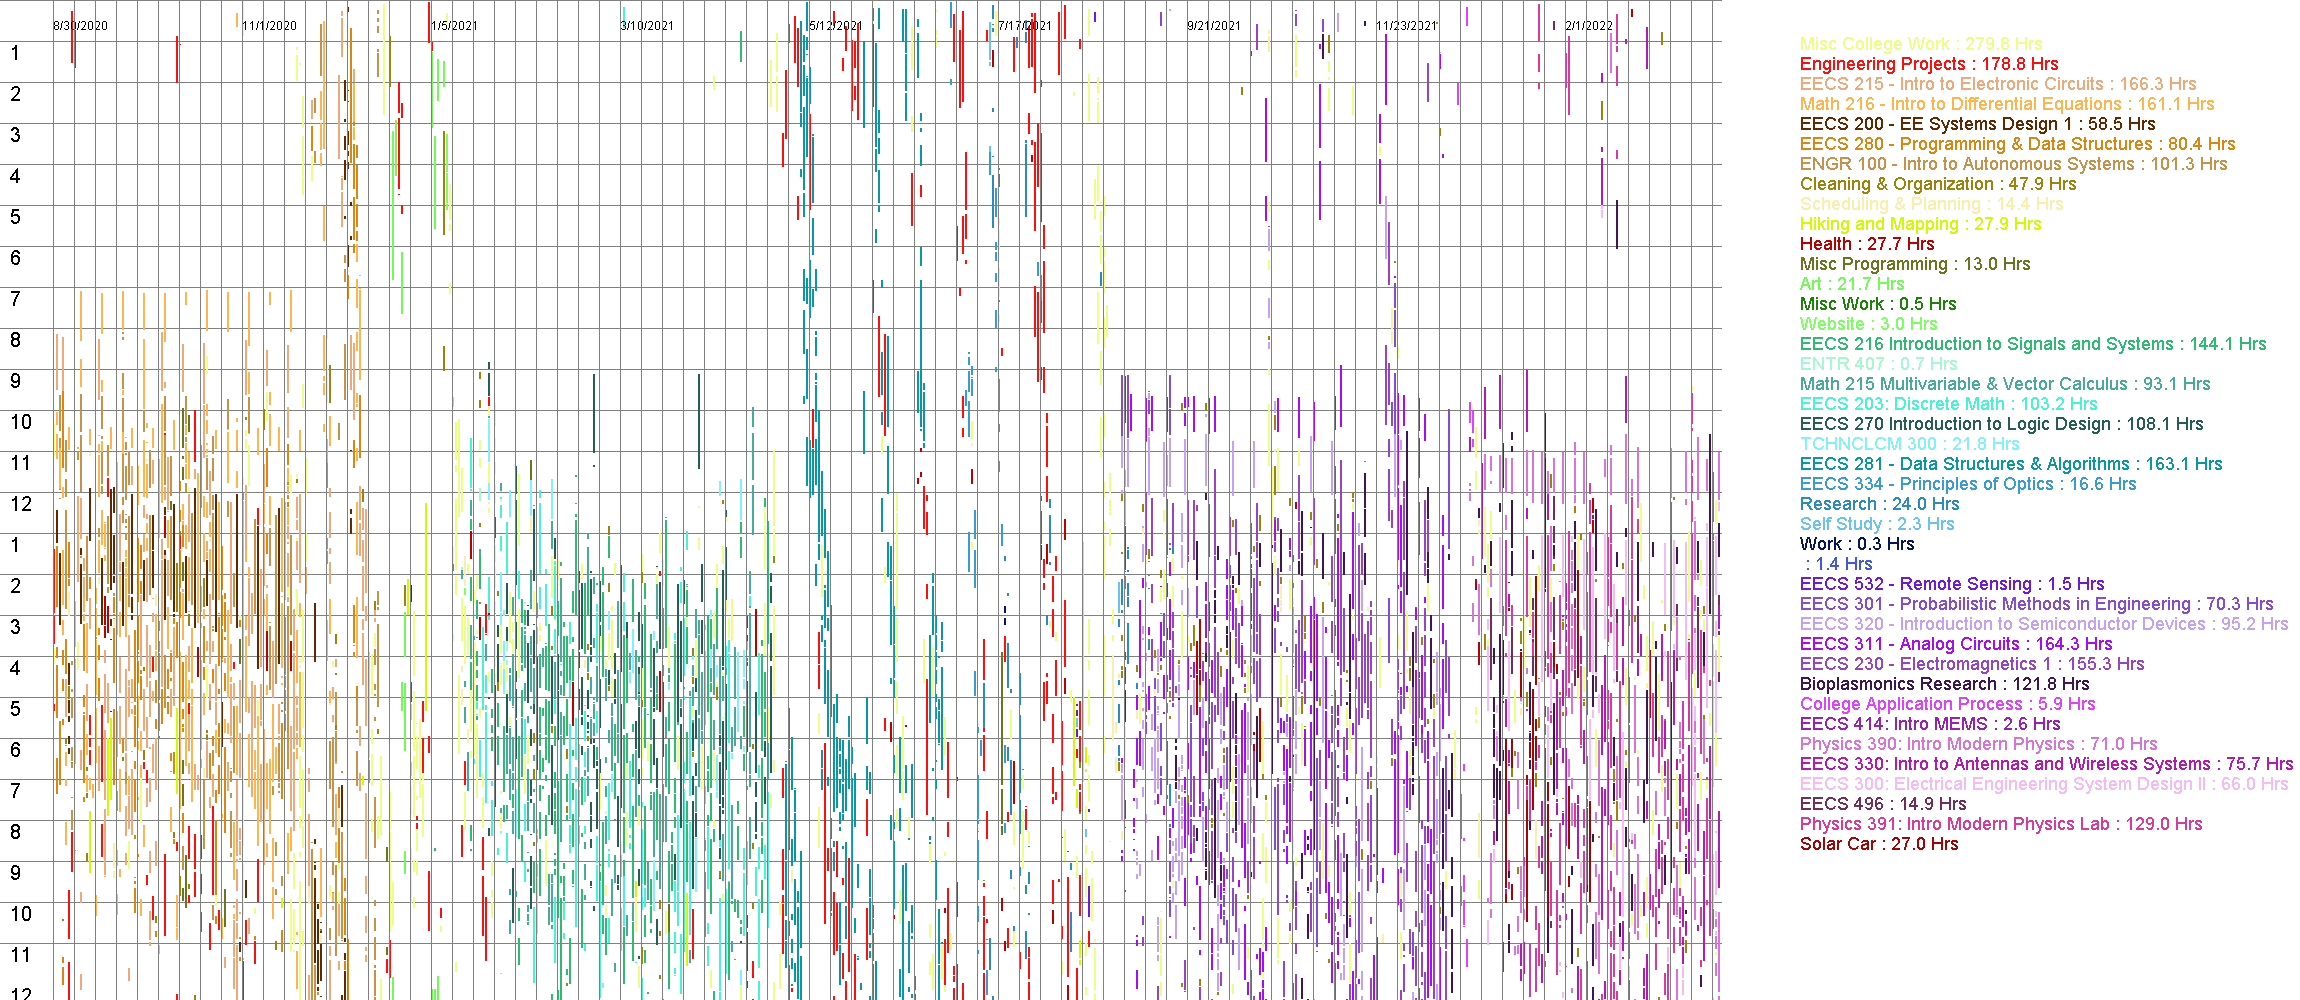 8/30/2020 11/1/2020 1/5/2021 3/10/2021 5/12/2021 7/17/2021 9/21/2021 11/23/2021 2/1/2022
1
2
3
4
5
6
7
8
9
10
11
12
1
2
3
4
5
6
7
8
9
10
11
12
Misc College Work : 279.8 Hrs
Engineering Projects : 178.8 Hrs
EECS 215 - Intro to Electronic Circuits : 166.3 Hrs
Math 216 - Intro to Differential Equations : 161.1 Hrs
EECS 200 - EE Systems Design 1 : 58.5 Hrs
EECS 280 - Programming & Data Structures : 80.4 Hrs
ENGR 100 - Intro to Autonomous Systems : 101.3 Hrs
Cleaning & Organization : 47.9 Hrs
Scheduling & Planning : 14.4 Hrs
Hiking and Mapping : 27.9 Hrs
Health : 27.7 Hrs
Misc Programming : 13.0 Hrs
Art : 21.7 Hrs
Misc Work : 0.5 Hrs
Website : 3.0 Hrs
EECS 216 Introduction to Signals and Systems : 144.1 Hrs
ENTR 407 : 0.7 Hrs
Math 215 Multivariable & Vector Calculus : 93.1 Hrs
EECS 203: Discrete Math : 103.2 Hrs
EECS 270 Introduction to Logic Design : 108.1 Hrs
TCHNCLCM 300 : 21.8 Hrs
EECS 281 - Data Structures & Algorithms : 163.1 Hrs
EECS 334 - Principles of Optics : 16.6 Hrs
Research : 24.0 Hrs
Self Study : 2.3 Hrs
Work : 0.3 Hrs
: 1.4 Hrs
EECS 532 - Remote Sensing : 1.5 Hrs
EECS 301 - Probabilistic Methods in Engineering : 70.3 Hrs
EECS 320 - Introduction to Semiconductor Devices : 95.2 Hrs
EECS 311 - Analog Circuits : 164.3 Hrs
EECS 230 - Electromagnetics 1 : 155.3 Hrs
Bioplasmonics Research : 121.8 Hrs
College Application Process : 5.9 Hrs
EECS 414: Intro MEMS : 2.6 Hrs
Physics 390: Intro Modern Physics : 71.0 Hrs
EECS 330: Intro to Antennas and Wireless Systems : 75.7 Hrs
EECS 300: Electrical Engineering System Design II : 66.0 Hrs
EECS 496 : 14.9 Hrs
Physics 391: Intro Modern Physics Lab : 129.0 Hrs
Solar Car : 27.0 Hrs